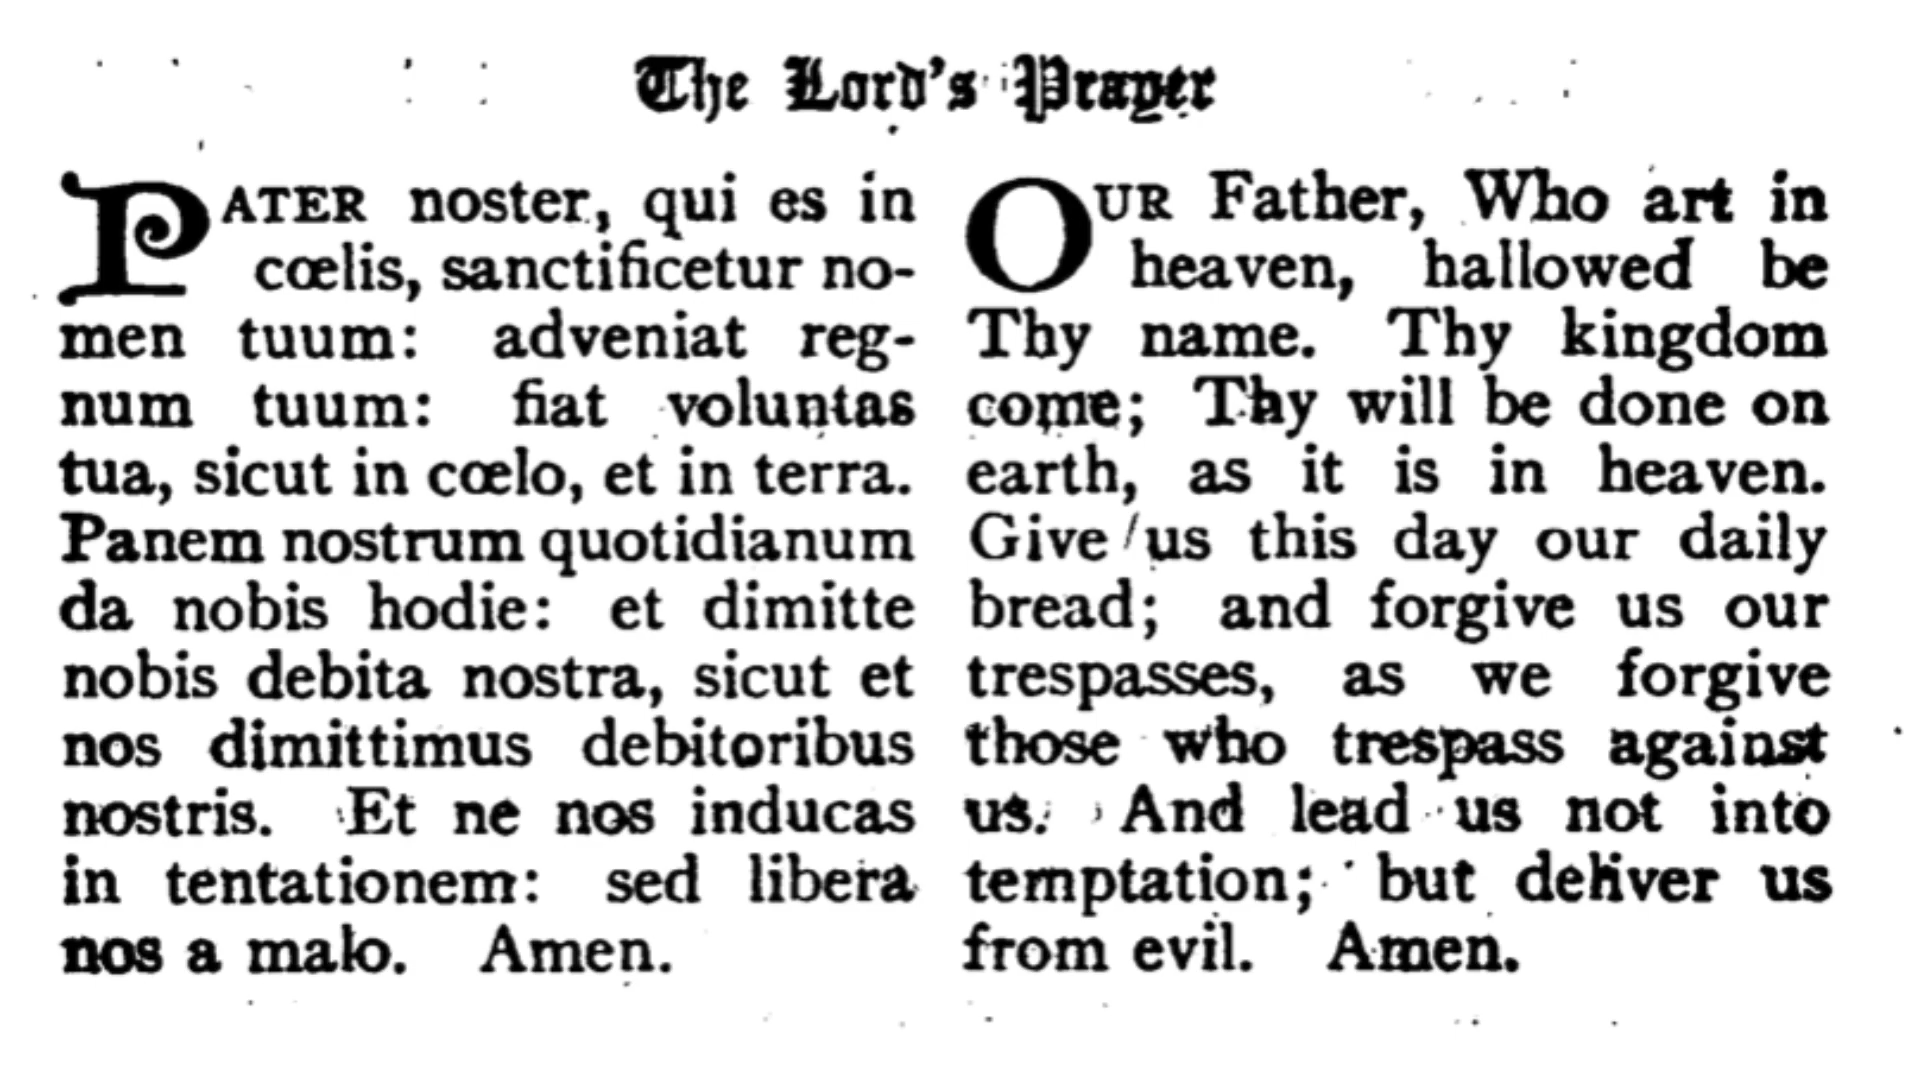 The Lord's Prayer
PATER noster, qui es in
cœlis, sanctificetur no-
men tuum: adveniat reg-
num tuum: fiat voluntas
tua, sicut in cœlo, et in terra.
Panem nostrum quotidianum
da nobis hodie: et dimitte
nobis debita nostra, sicut et
nos dimittimus debitoribus
nostris. Et ne nos inducas
in tentationem: sed libera
nos a malo. Amen.
OUR Father, Who art in
heaven, hallowed be
Thy name. Thy kingdom
come; Thy will be done on
earth, as it is in heaven.
Give us this day our daily
bread; and forgive us our
trespasses, as we forgive
those who trespass against
us. And lead us not into
temptation; but deliver us
from evil. Amen.